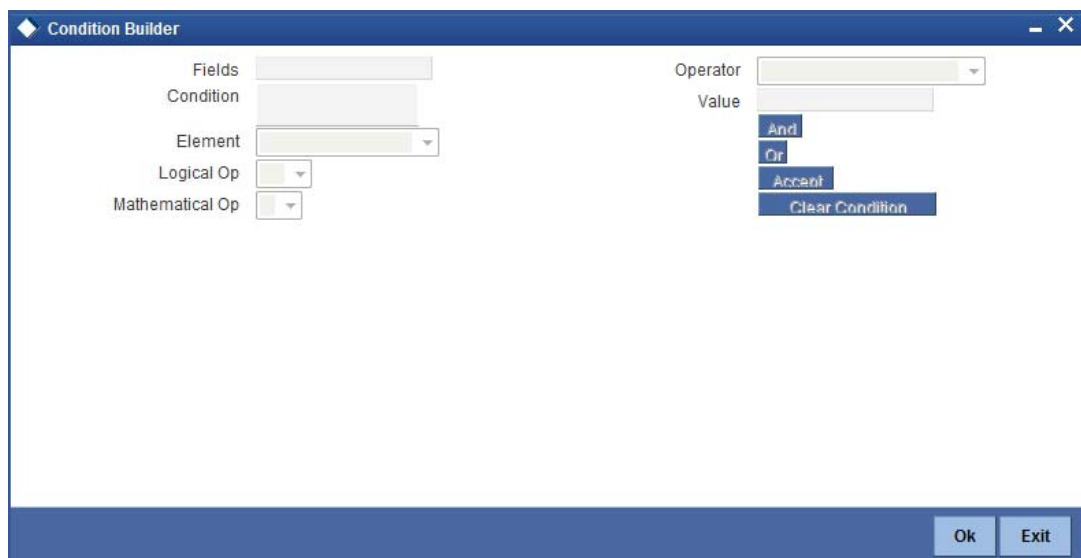 Condition Builder
Fields
Condition
Element
Logical Op
Mathematical Op
Operator
Value
And
Or
Accept
Clear Condition
Ok
Exit